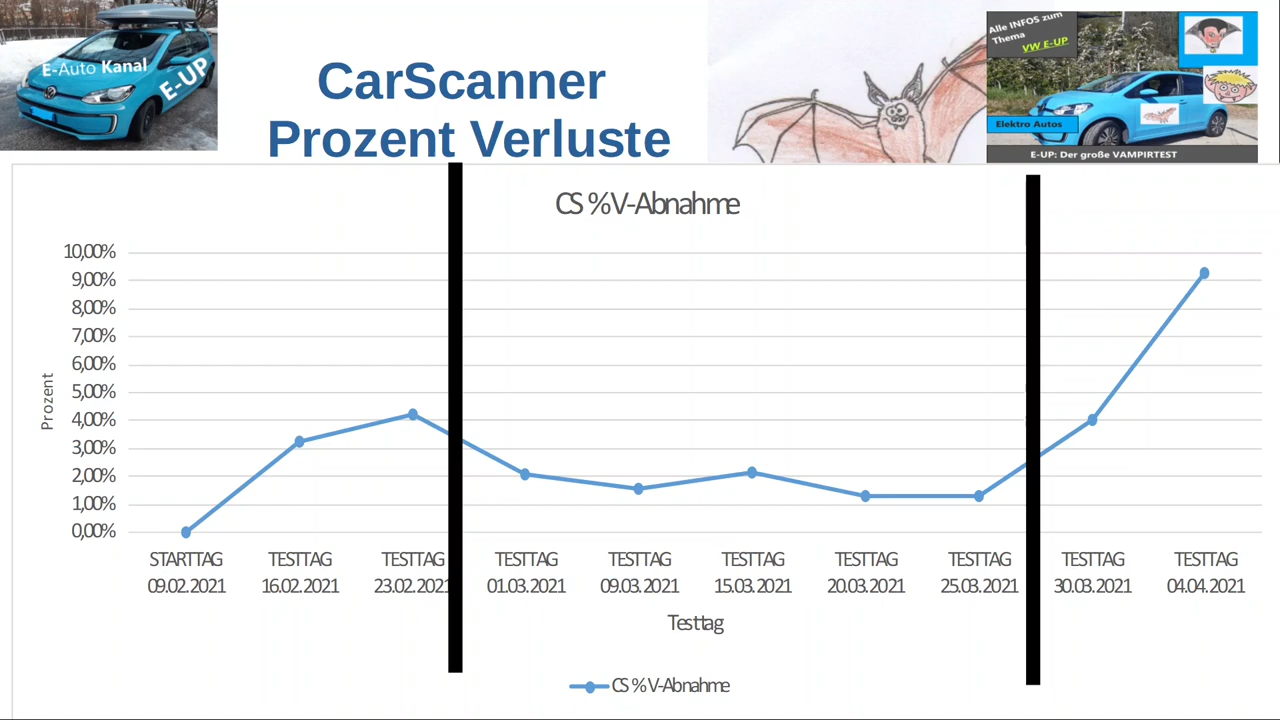 E-Auto Kanal
E-UP
CarScanner
Prozent Verluste
Alle INFOS zum
Thema
VW E-UP
Elektro Autos
E-UP: Der große VAMPIRTEST
CS %V-Abnahme
10,00%
9,00%
8,00%
7,00%
6,00%
5,00%
4,00%
3,00%
2,00%
1,00%
0,00%
Prozent
STARTTAG
09.02.2021
TESTTAG
16.02.2021
TESTTAG
23.02.2021
TESTTAG
01.03.2021
TESTTAG
09.03.2021
TESTTAG
15.03.2021
TESTTAG
20.03.2021
TESTTAG
25.03.2021
TESTTAG
30.03.2021
TESTTAG
04.04.2021
Testtag
CS %V-Abnahme